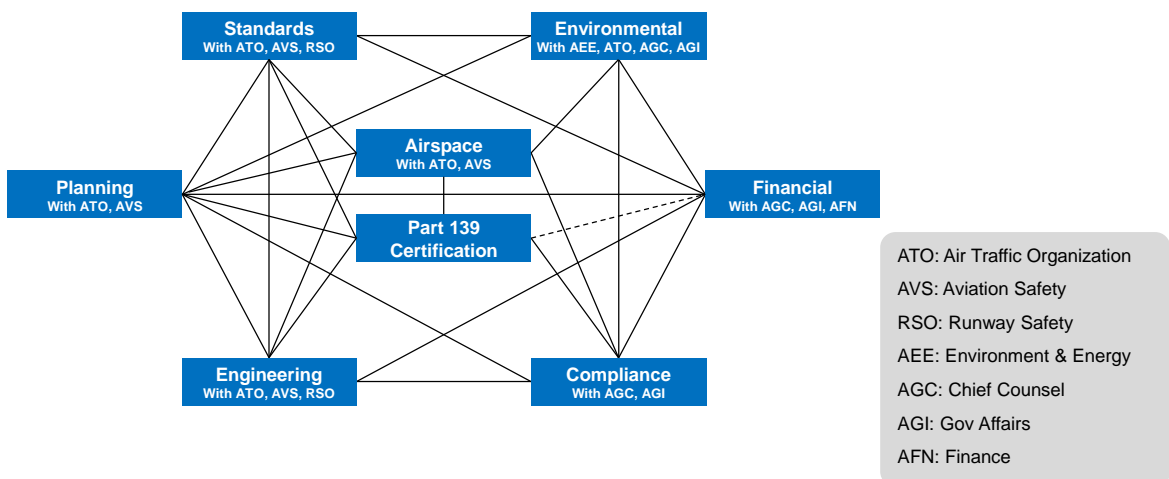 Standards
With ATO, AVS, RSO
Environmental
With AEE, ATO, AGC, AGI
Airspace
With ATO, AVS
Planning
With ATO, AVS
Financial
With AGC, AGI, AFN
Part 139
Certification
Engineering
With ATO, AVS, RSO
Compliance
With AGC, AGI
ATO: Air Traffic Organization
AVS: Aviation Safety
RSO: Runway Safety
AEE: Environment & Energy
AGC: Chief Counsel
AGI: Gov Affairs
AFN: Finance